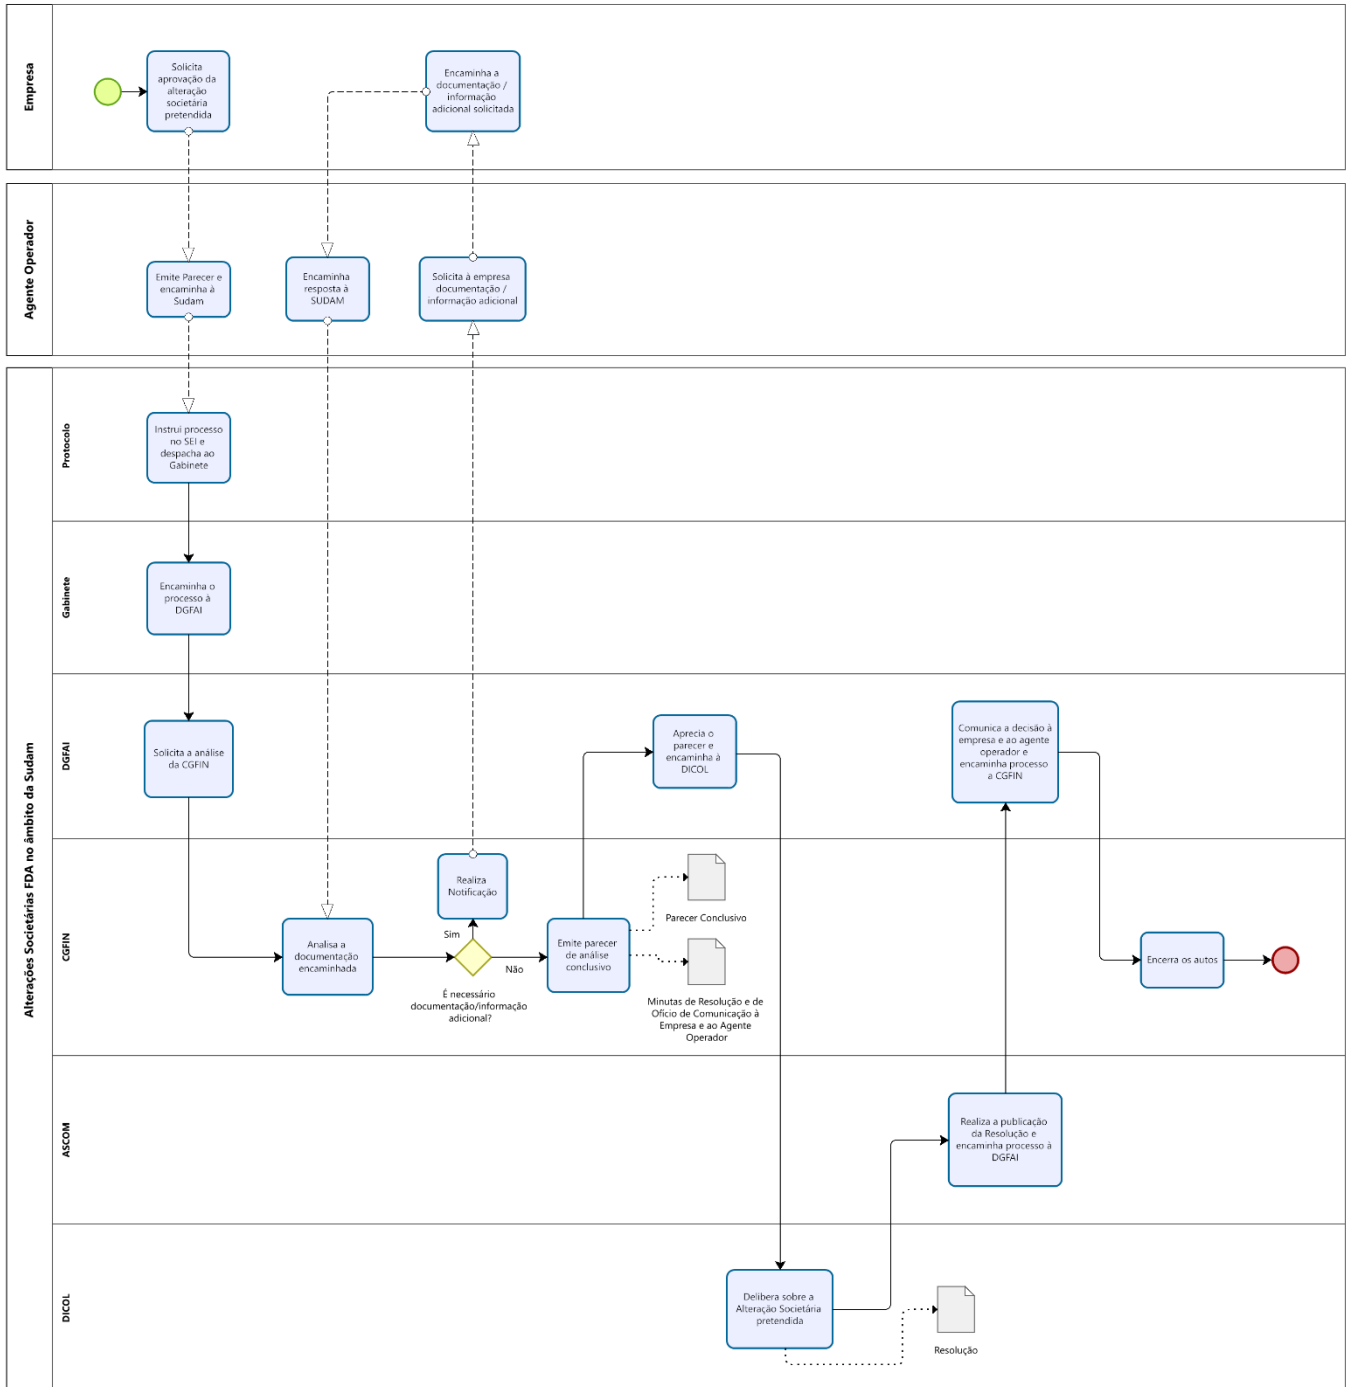 Empresa
Solicita
aprovação da
alteração
societária
pretendida
Encaminha a
documentação /
informação
adicional solicitada
Agente Operador
Emite Parecer e
encaminha à
Sudam
Encaminha
resposta à
SUDAM
Solicita à empresa
documentação /
informação adicional
Alterações Societárias FDA no âmbito da Sudam
Protocolo
Instrui processo
no SEI e
despacha ao
Gabinete
Gabinete
Encaminha o
processo à
DGFAI
DGFAI
Solicita a análise
da CGFIN
Aprecia o
parecer e
encaminha à
DICOL
Comunica a decisão à
empresa e ao agente
operador e
encaminha processo
a CGFIN
CGFIN
Analisa a
documentação
encaminhada
Realiza
Notificação
Sim
Não
É necessário
documentação/informação
adicional?
Emite parecer
de análise
conclusivo
Parecer Conclusivo
Minutas de Resolução e de
Ofício de Comunicação à
Empresa e ao Agente
Operador
Encerra os autos
ASCOM
Realiza a publicação
da Resolução e
encaminha processo à
DGFAI
DICOL
Delibera sobre a
Alteração Societária
pretendida
Resolução